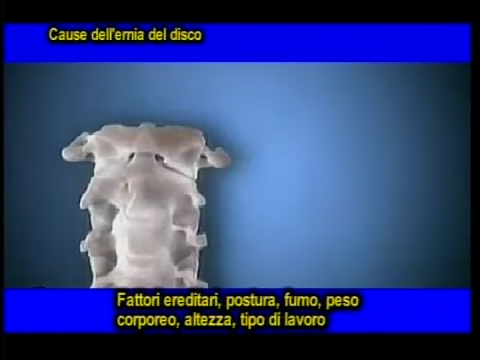 Cause dell'ernia del disco
Fattori ereditari, postura, fumo, peso
corporeo, altezza, tipo di lavoro